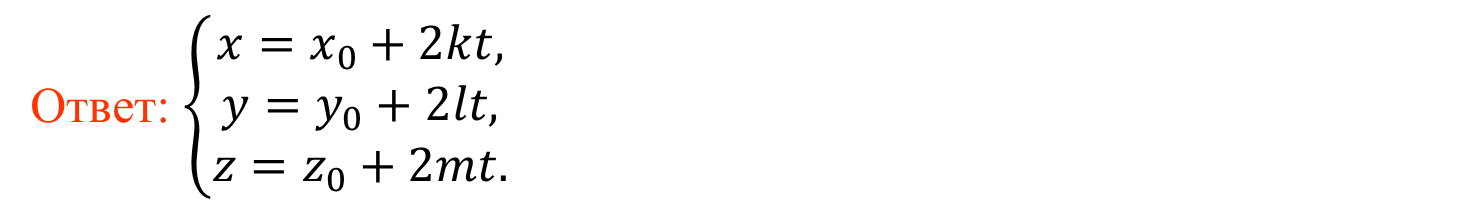 x = x₀ + 2kt,
Ответ: y = y₀ + 2lt,
z = z₀ + 2mt.